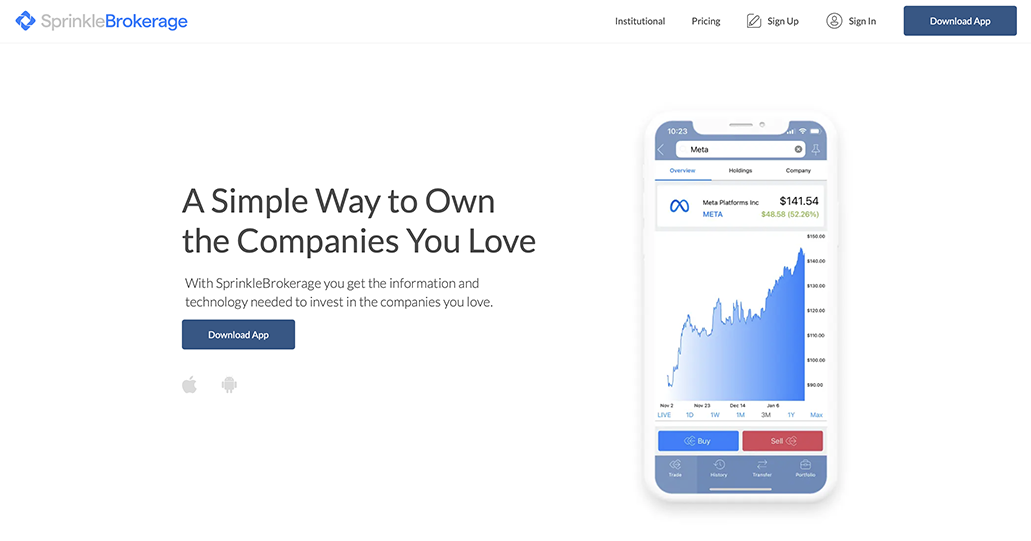 SprinkleBrokerage
Institutional
Pricing
Sign Up
Sign In
Download App
A Simple Way to Own
the Companies You Love
With SprinkleBrokerage you get the information and
technology needed to invest in the companies you love.
Download App
10:23
Meta
Overview
Holdings
Company
Meta Platforms Inc
$141.54
META
$48.58 (52.26%)
$150.00
$140.00
$130.00
$120.00
$110.00
$100.00
$90.00
Nov 2
Nov 23
Dec 14
Jan 6
LIVE
1D
1W
1M
3M
1Y
Max
Buy
Sell
Trade
History
Transfer
Portfolio